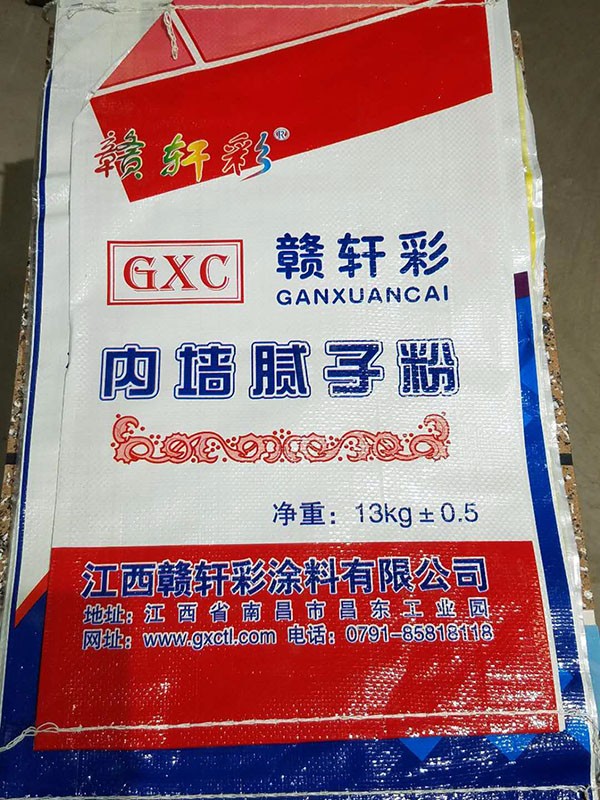 赣轩彩®
GXC
赣轩彩
GANXUANCAI
内墙腻子粉
净重：13kg±0.5
江西赣轩彩涂料有限公司
地址：江西省南昌市昌东工业园
网址：www.gxctl.com 电话：0791-85818118